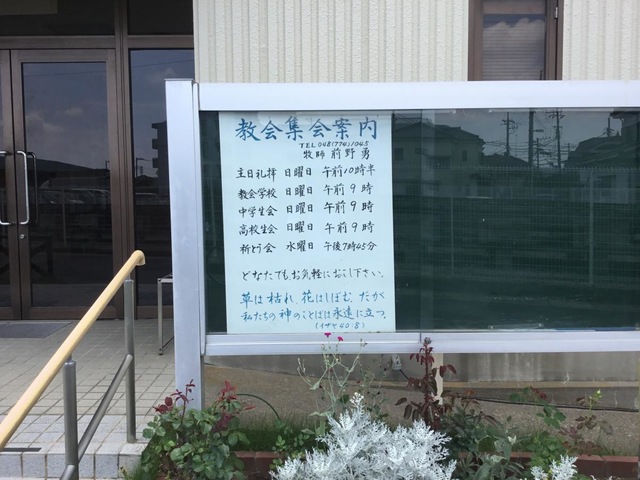 教会集会案内
TEL 048(774)1045
牧師 前野 勇
主日礼拝 日曜日 午前10時半
教会学校 日曜日 午前9時
中学生会 日曜日 午前9時
高校生会 日曜日 午前9時
祈とう会 水曜日 午後7時45分
どなたでもお気軽にお越し下さい。
草は枯れ、花はしぼむ。だが
私たちの神のことばは永遠に立つ。
(イザヤ40:8)